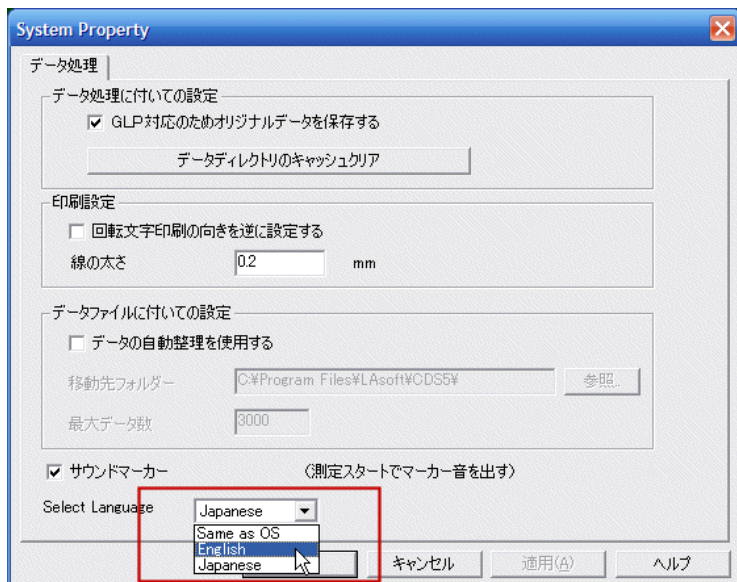 System Property
データ処理
データ処理に付いての設定
GLP対応のためオリジナルデータを保存する
データディレクトリのキャッシュクリア
印刷設定
回転文字印刷の向きを逆に設定する
線の太さ 0.2 mm
データファイルに付いての設定
データの自動整理を使用する
移動先フォルダー C:¥Program Files¥LAsoft¥CDS5¥ 参照..
最大データ数 3000
サウンドマーカー (測定スタートでマーカー音を出す)
Select Language Japanese
Same as OS
English
Japanese
キャンセル 適用(A) ヘルプ